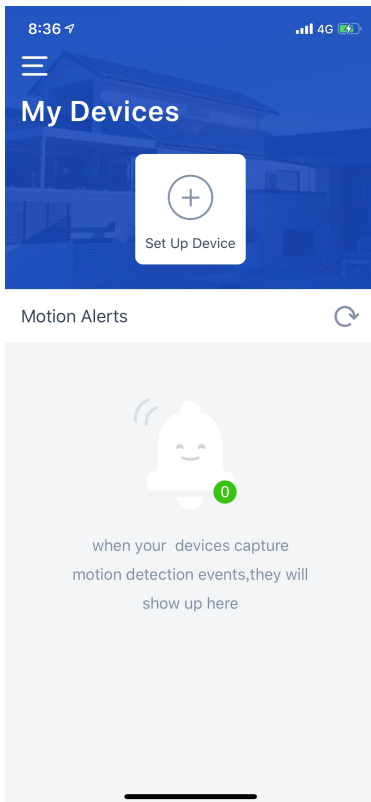 8:36
4G
My Devices
Set Up Device
Motion Alerts
0
when your  devices capture
motion detection events,they will
show up here